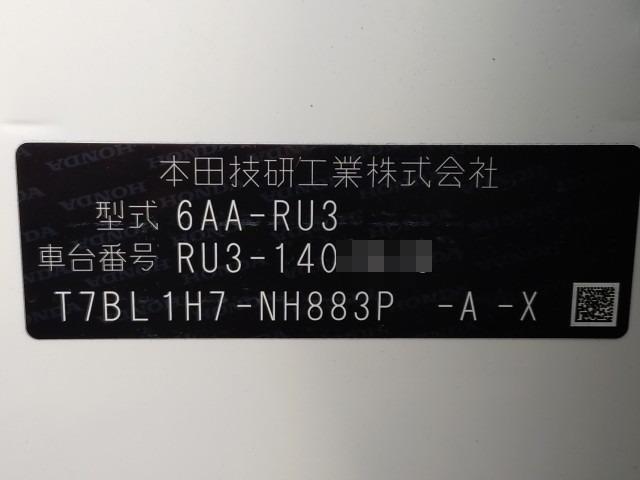 本田技研工業株式会社
型式 6AA-RU3
車台番号 RU3-140
T7BL1H7-NH883P -A -X